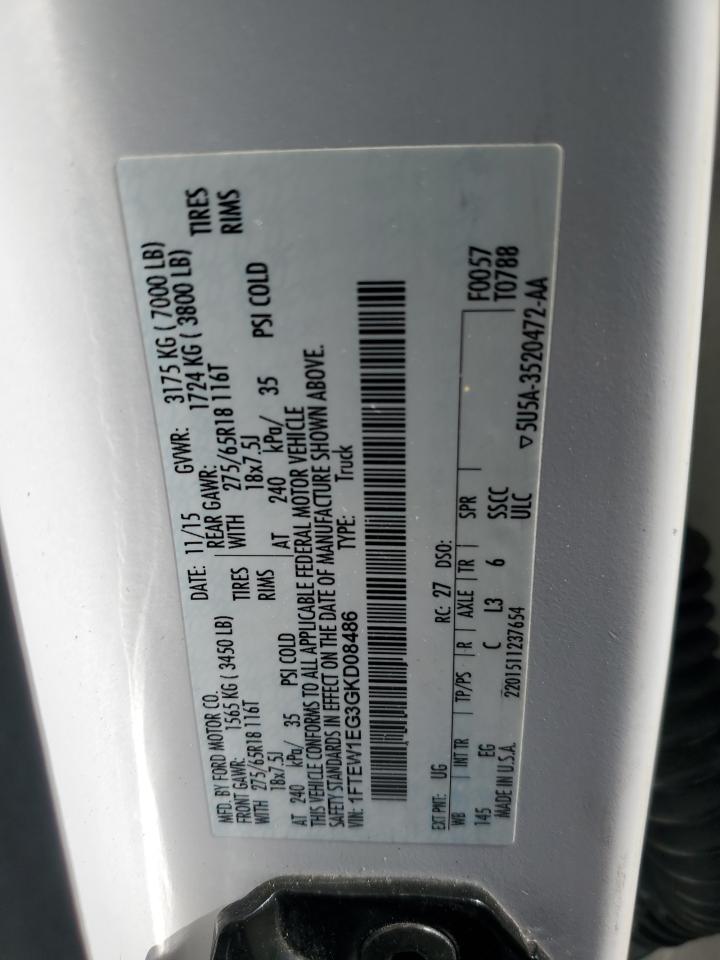 MFD. BY FORD MOTOR CO. DATE: 11/15 GVWR: 3175 KG ( 7000 LB)
FRONT GAWR: 1565 KG ( 3450 LB) REAR GAWR: 1724 KG ( 3800 LB)
WITH 275/65R18 116T TIRES WITH 275/65R18 116T TIRES
18x7.5J RIMS 18x7.5J RIMS
AT 240 kPa/ 35 PSI COLD AT 240 kPa/ 35 PSI COLD
THIS VEHICLE CONFORMS TO ALL APPLICABLE FEDERAL MOTOR VEHICLE
SAFETY STANDARDS IN EFFECT ON THE DATE OF MANUFACTURE SHOWN ABOVE.
VIN: 1FTEW1EG3GKD08486 TYPE: Truck
F0057
T0788
EXT PNT: UG RC: 27 DSO:
WB INT TR TP/PS R AXLE TR SPR
145 EG C L3 6 SSCC
ULC
MADE IN U.S.A. 2201511237654
▽5U5A-3520472-AA